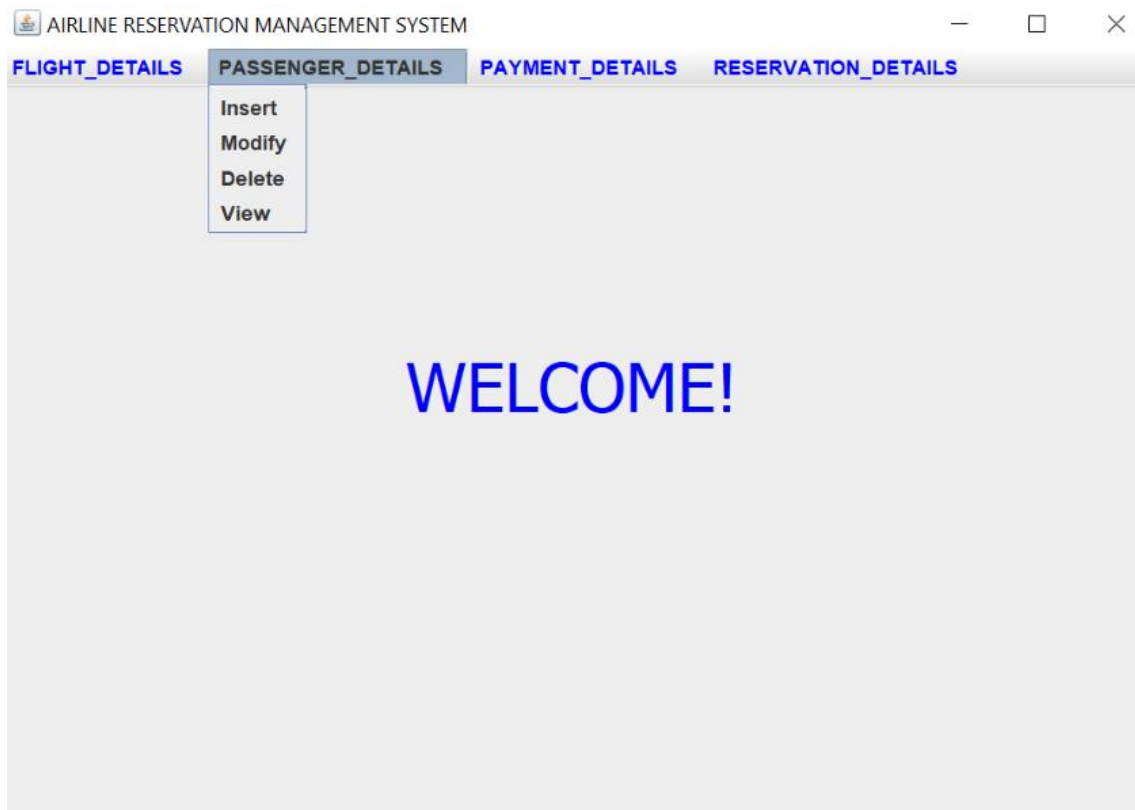 AIRLINE RESERVATION MANAGEMENT SYSTEM
FLIGHT_DETAILS PASSENGER_DETAILS PAYMENT_DETAILS RESERVATION_DETAILS
Insert
Modify
Delete
View
WELCOME!